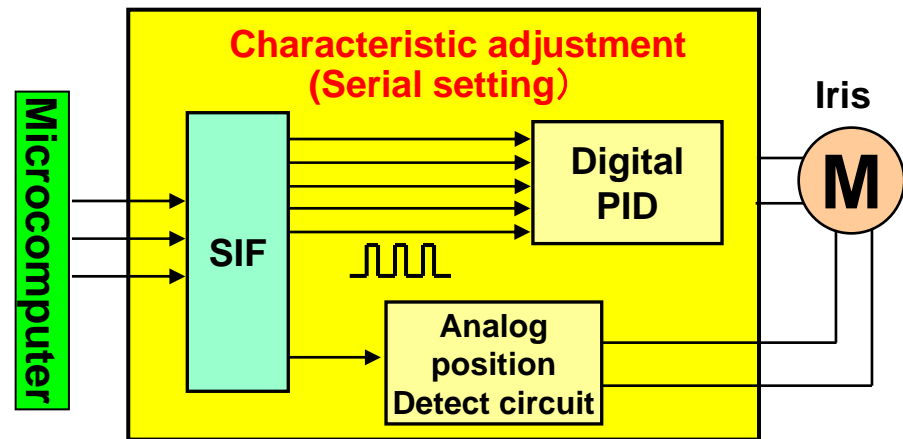 Characteristic adjustment
(Serial setting）
Microcomputer
SIF
Digital
PID
Iris
M
Analog
position
Detect circuit